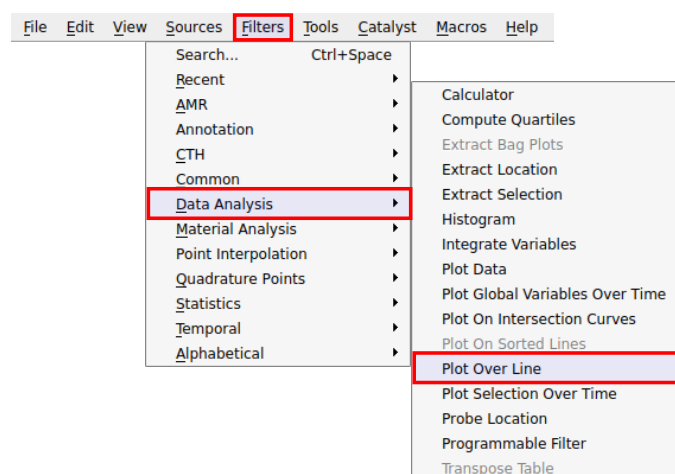 File Edit View Sources Filters Tools Catalyst Macros Help
Search... Ctrl+Space
Recent
AMR
Annotation
CTH
Common
Data Analysis
Material Analysis
Point Interpolation
Quadrature Points
Statistics
Temporal
Alphabetical
Calculator
Compute Quartiles
Extract Bag Plots
Extract Location
Extract Selection
Histogram
Integrate Variables
Plot Data
Plot Global Variables Over Time
Plot On Intersection Curves
Plot On Sorted Lines
Plot Over Line
Plot Selection Over Time
Probe Location
Programmable Filter
Transpose Table